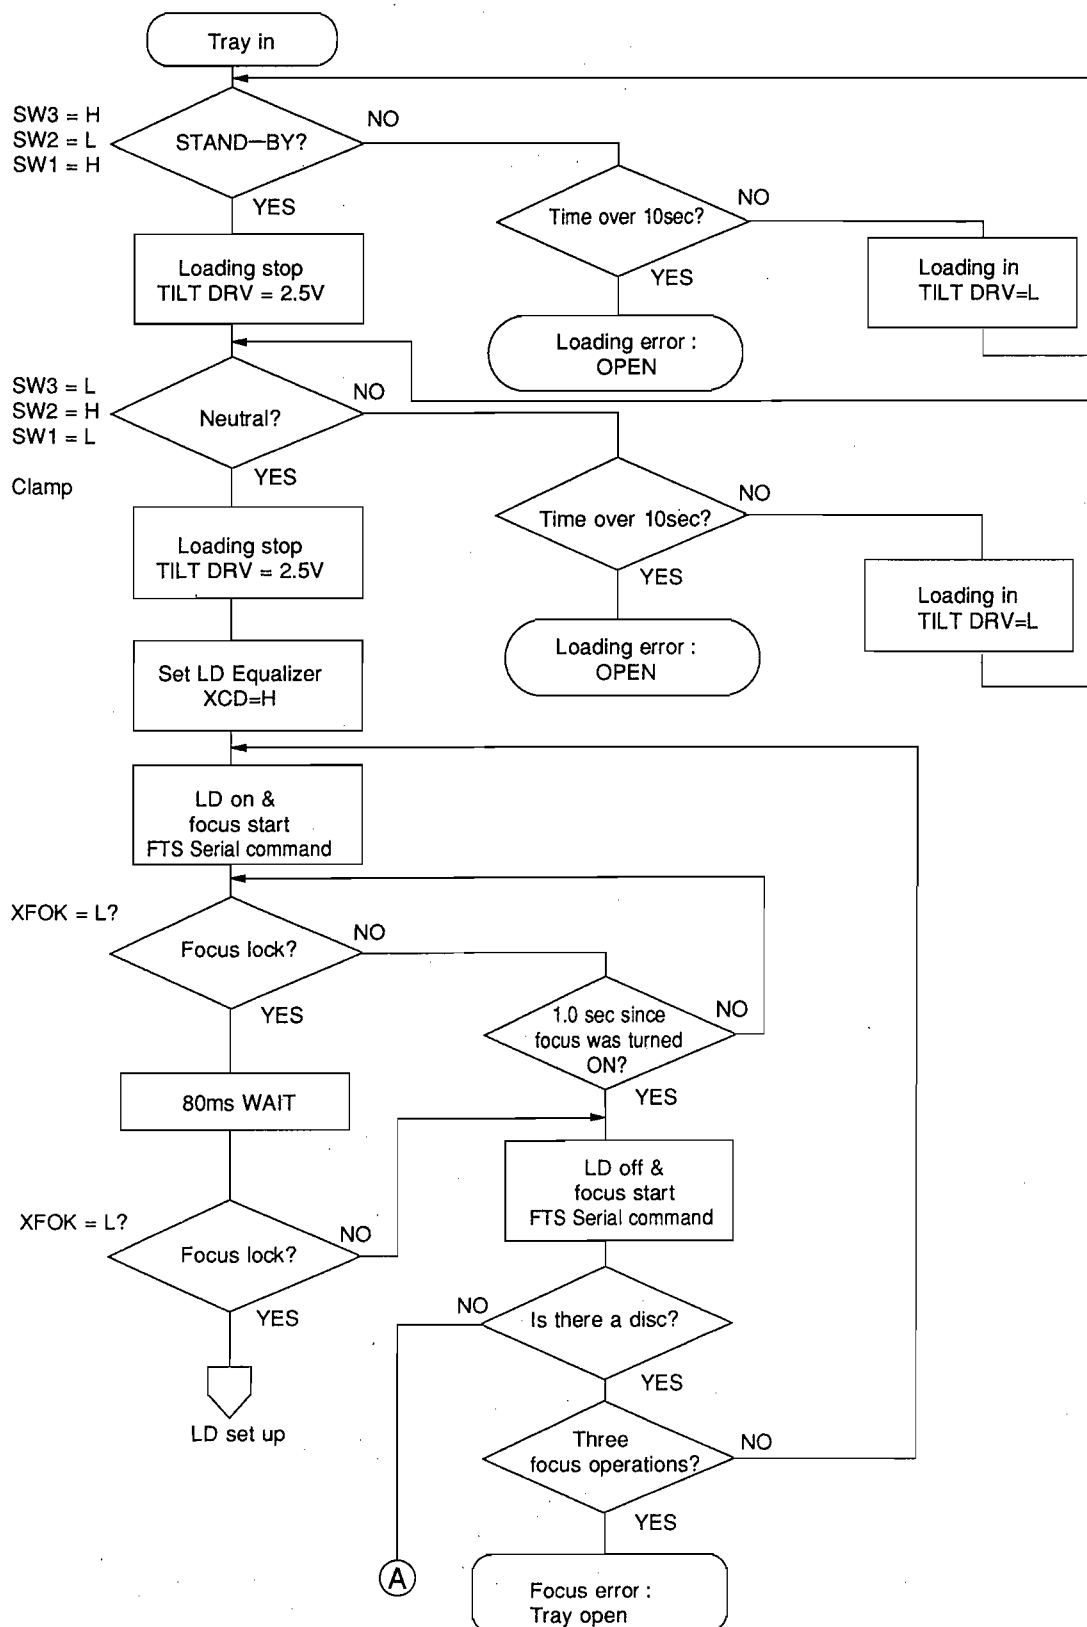 Tray in
SW3 = H
SW2 = L
SW1 = H
STAND-BY?
NO
YES
Time over 10sec?
NO
YES
Loading stop
TILT DRV = 2.5V
Loading in
TILT DRV=L
Loading error :
OPEN
SW3 = L
SW2 = H
SW1 = L
Neutral?
NO
YES
Clamp
Time over 10sec?
NO
YES
Loading stop
TILT DRV = 2.5V
Loading in
TILT DRV=L
Loading error :
OPEN
Set LD Equalizer
XCD=H
LD on &
focus start
FTS Serial command
XFOK = L?
Focus lock?
NO
YES
1.0 sec since
focus was turned
ON?
NO
YES
80ms WAIT
LD off &
focus start
FTS Serial command
XFOK = L?
Focus lock?
NO
YES
LD set up
Is there a disc?
NO
YES
Three
focus operations?
NO
YES
A
Focus error :
Tray open